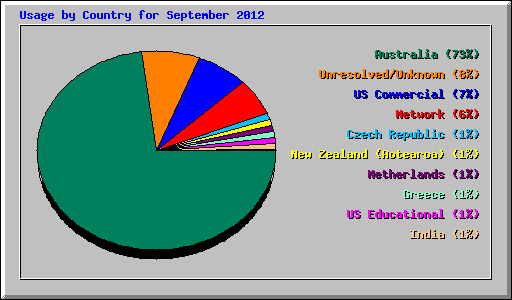 Usage by Country for September 2012
Australia (73%)
Unresolved/Unknown (8%)
US Commercial (7%)
Network (6%)
Czech Republic (1%)
New Zealand (Aotearoa) (1%)
Netherlands (1%)
Greece (1%)
US Educational (1%)
India (1%)